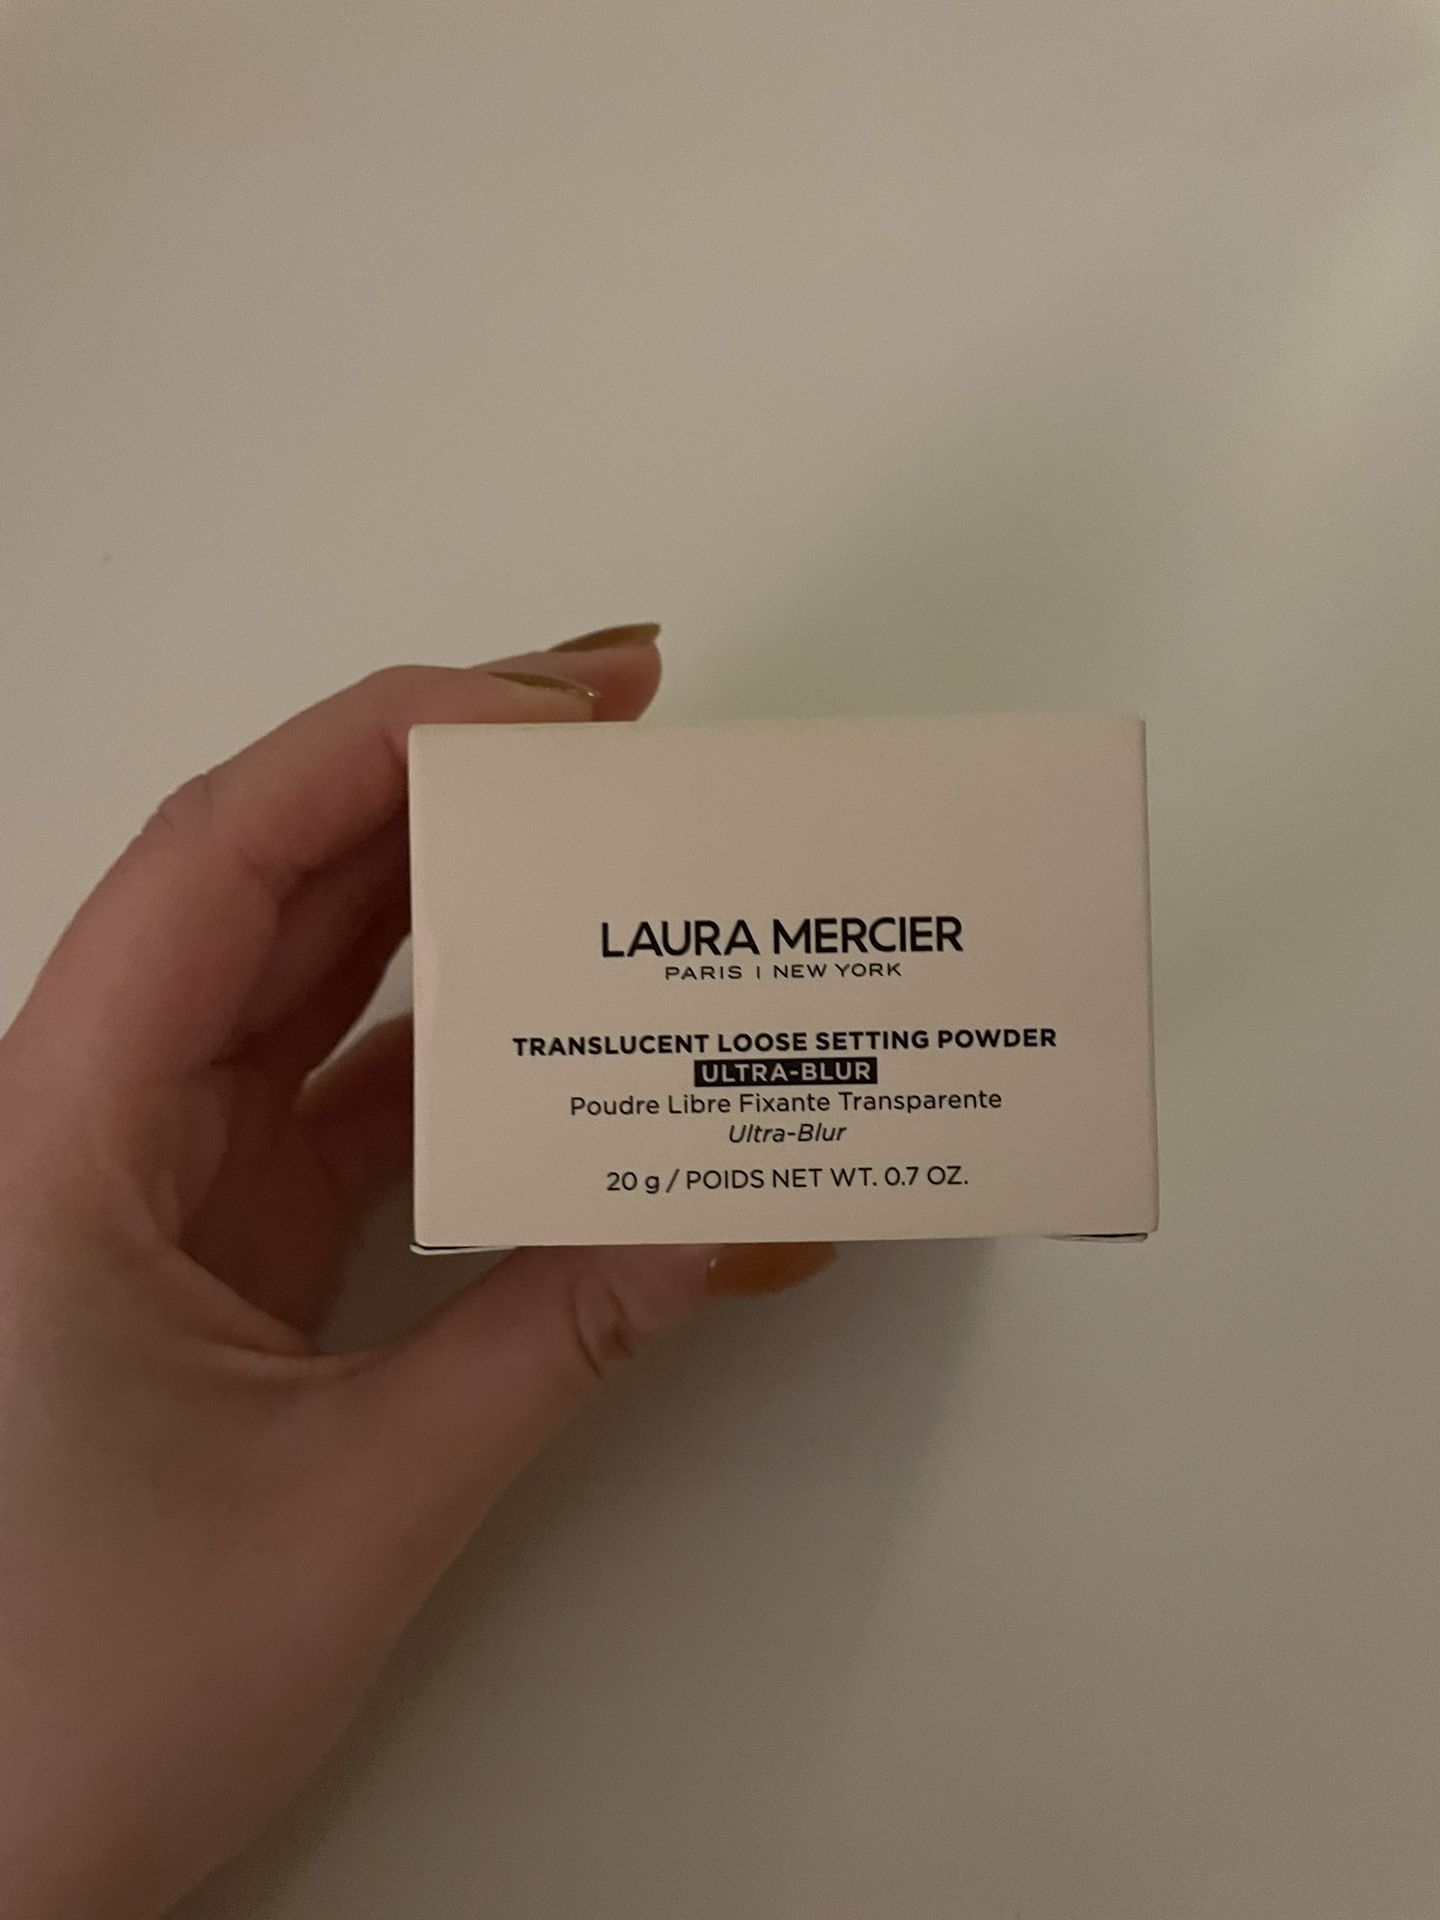 LAURA MERCIER
PARIS | NEW YORK
TRANSLUCENT LOOSE SETTING POWDER
ULTRA-BLUR
Poudre Libre Fixante Transparente
Ultra-Blur
20 g / POIDS NET WT. 0.7 OZ.